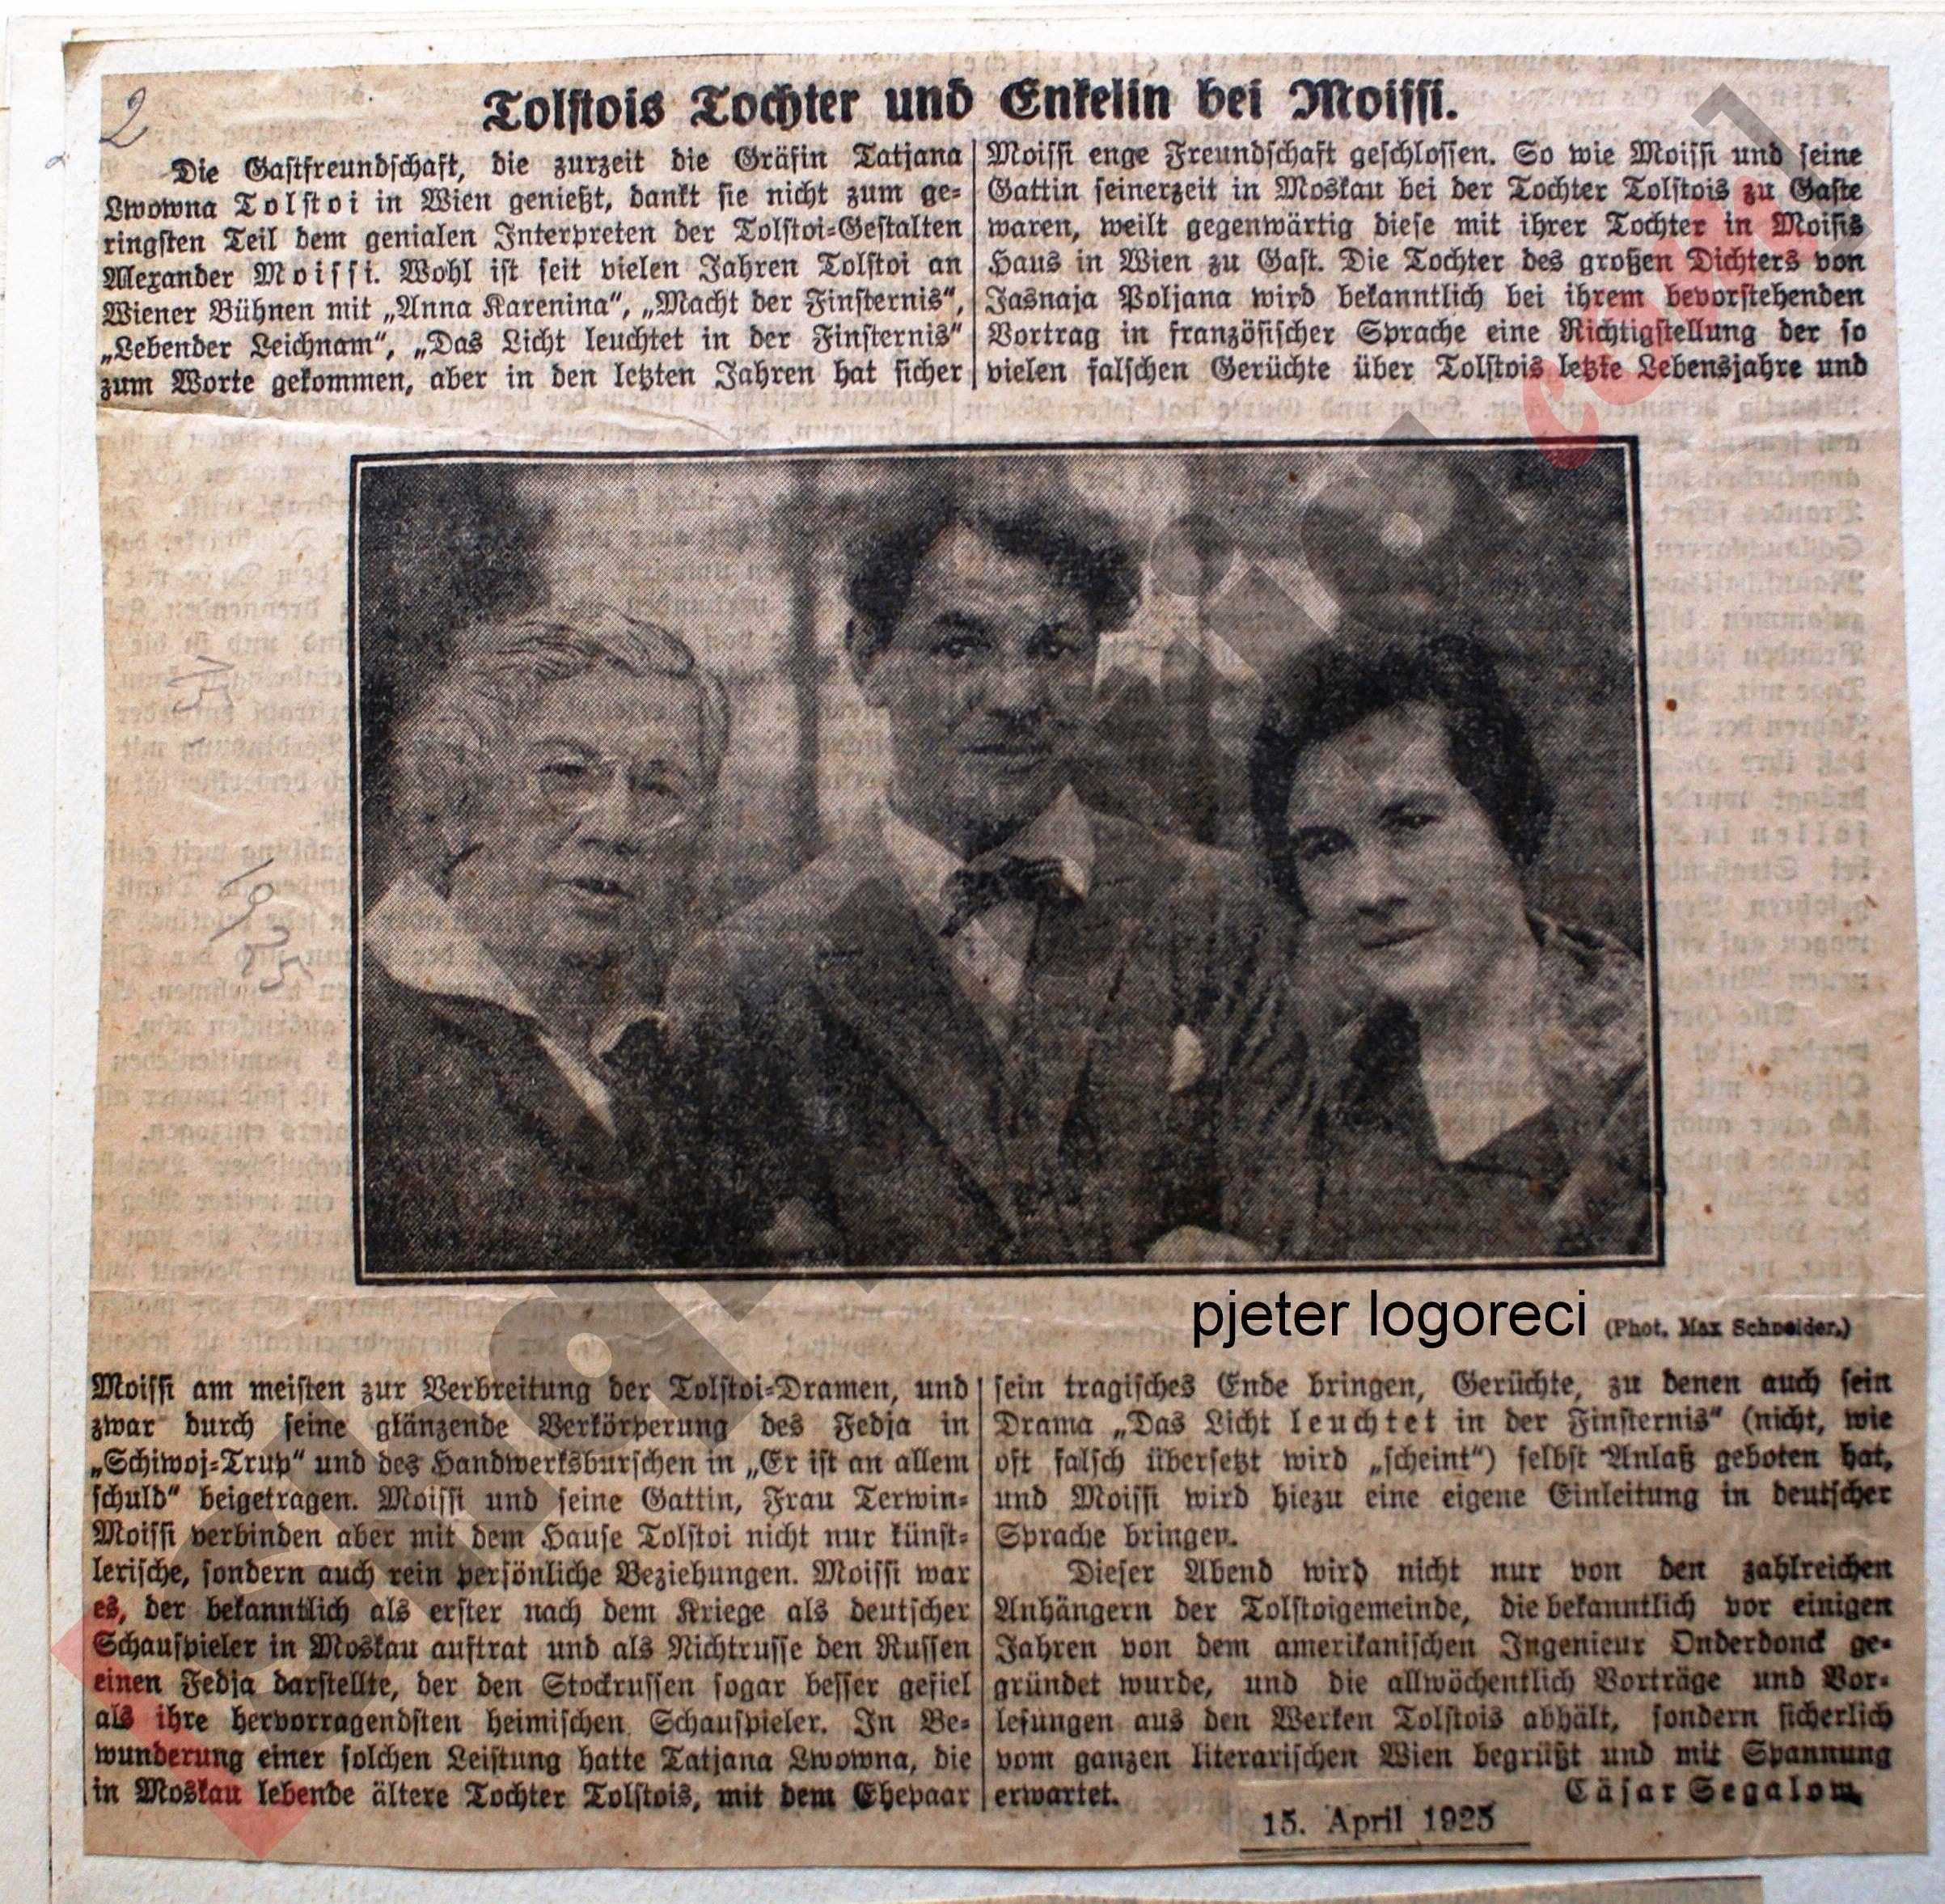 2
Tolstois Tochter und Enkelin bei Moissi.
Die Gastfreundschaft, die zurzeit die Gräfin Tatjana
Lwowna Tolstoi in Wien genießt, dankt sie nicht zum ge-
ringsten Teil dem genialen Interpreten der Tolstoi-Gestalten
Alexander Moissi. Wohl ist seit vielen Jahren Tolstoi an
Wiener Bühnen mit „Anna Karenina“, „Macht der Finsternis“,
„Lebender Leichnam“, „Das Licht leuchtet in der Finsternis“
zum Worte gekommen, aber in den letzten Jahren hat sicher
Moissi am meisten zur Verbreitung der Tolstoi-Dramen, und
zwar durch seine glänzende Verkörperung des Fedja in
„Schiwoj-Trup“ und des Handwerksburschen in „Er ist an allem
schuld“ beigetragen. Moissi und seine Gattin, Frau Terwin-
Moissi verbinden aber mit dem Hause Tolstoi nicht nur künst-
lerische, sondern auch rein persönliche Beziehungen. Moissi war
es, der bekanntlich als erster nach dem Kriege als deutscher
Schauspieler in Moskau auftrat und als Nichtrusse den Russen
einen Fedja darstellte, der den Stockrussen sogar besser gefiel
als ihre hervorragendsten heimischen Schauspieler. In Be-
wunderung einer solchen Leistung hatte Tatjana Lwowna, die
in Moskau lebende ältere Tochter Tolstois, mit dem Ehepaar
Moissi enge Freundschaft geschlossen. So wie Moissi und seine
Gattin seinerzeit in Moskau bei der Tochter Tolstois zu Gaste
waren, weilt gegenwärtig diese mit ihrer Tochter in Moissis
Haus in Wien zu Gast. Die Tochter des großen Dichters von
Jasnaja Poljana wird bekanntlich bei ihrem bevorstehenden
Vortrag in französischer Sprache eine Richtigstellung der so
vielen falschen Gerüchte über Tolstois letzte Lebensjahre und
sein tragisches Ende bringen, Gerüchte, zu denen auch sein
Drama „Das Licht leuchtet in der Finsternis“ (nicht, wie
oft falsch übersetzt wird „scheint“) selbst Anlaß geboten hat,
und Moissi wird hiezu eine eigene Einleitung in deutscher
Sprache bringen.
Dieser Abend wird nicht nur von den zahlreichen
Anhängern der Tolstoigemeinde, die bekanntlich vor einigen
Jahren von dem amerikanischen Ingenieur Onderdonck ge-
gründet wurde, und die allwöchentlich Vorträge und Vor-
lesungen aus den Werken Tolstois abhält, sondern sicherlich
vom ganzen literarischen Wien begrüßt und mit Spannung
erwartet.
Cäsar Segalow.
pjeter logoreci
(Phot. Max Schneider.)
15. April 1925